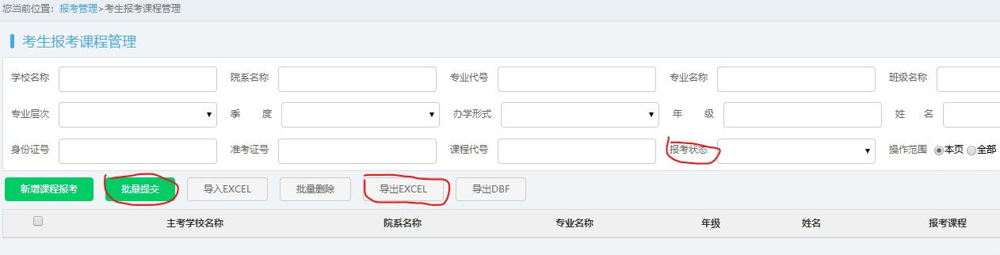 您当前位置：报考管理>考生报考课程管理
考生报考课程管理
学校名称 院系名称 专业代号 专业名称 班级名称
专业层次 季 度 办学形式 年 级 姓 名
身份证号 准考证号 课程代号 报考状态 操作范围 本页 全部
新增课程报考 批量提交 导入EXCEL 批量删除 导出EXCEL 导出DBF
主考学校名称 院系名称 专业名称 年级 姓名 报考课程